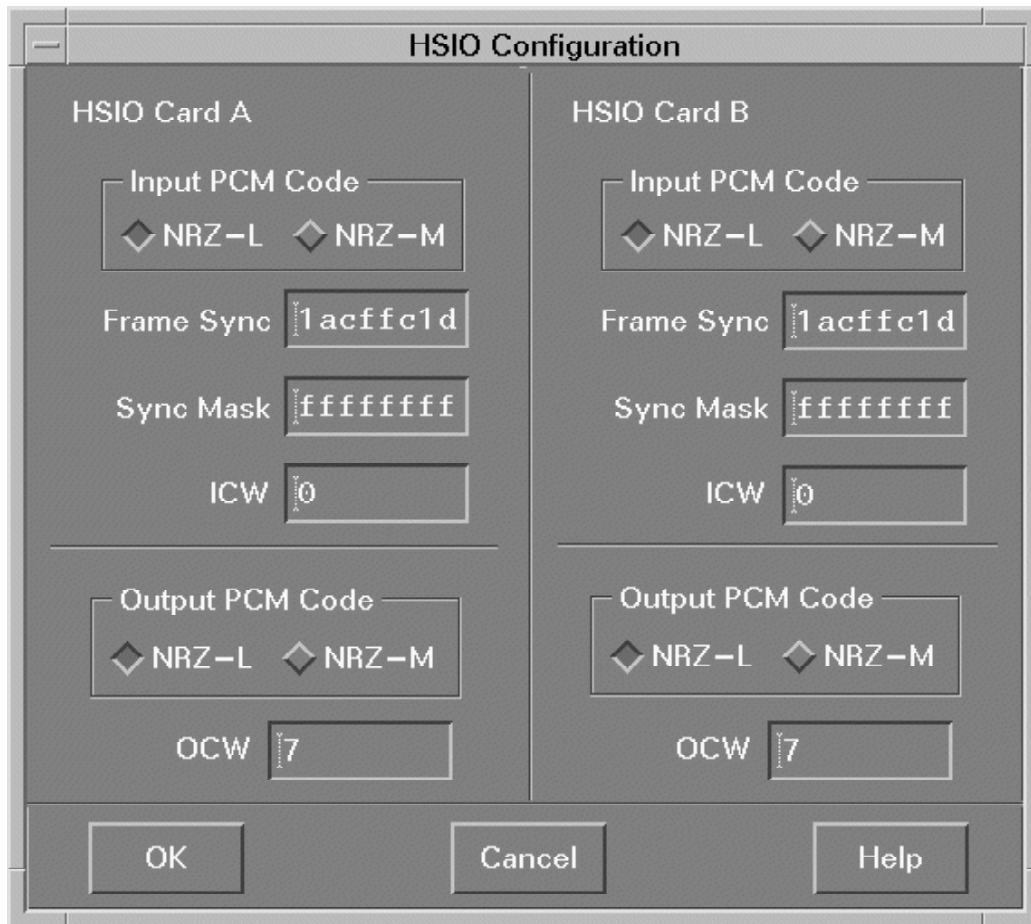 HSIO Configuration
HSIO Card A
Input PCM Code
NRZ-L NRZ-M
Frame Sync 1acffc1d
Sync Mask ffffffff
ICW 0
Output PCM Code
NRZ-L NRZ-M
OCW 7
HSIO Card B
Input PCM Code
NRZ-L NRZ-M
Frame Sync 1acffc1d
Sync Mask ffffffff
ICW 0
Output PCM Code
NRZ-L NRZ-M
OCW 7
OK Cancel Help